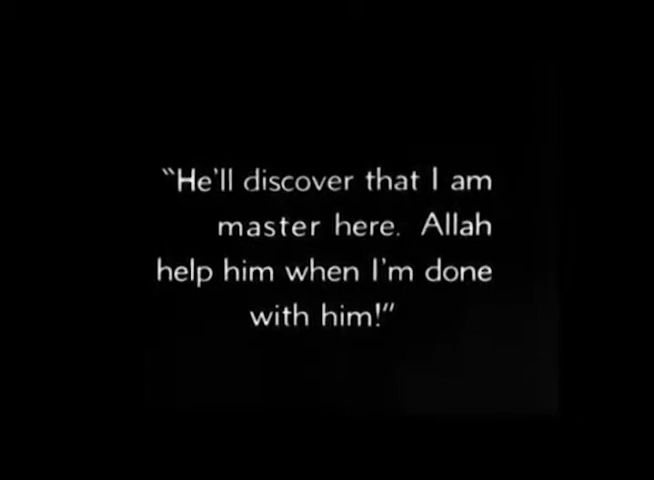 “He'll discover that I am
master here. Allah
help him when I'm done
with him!”